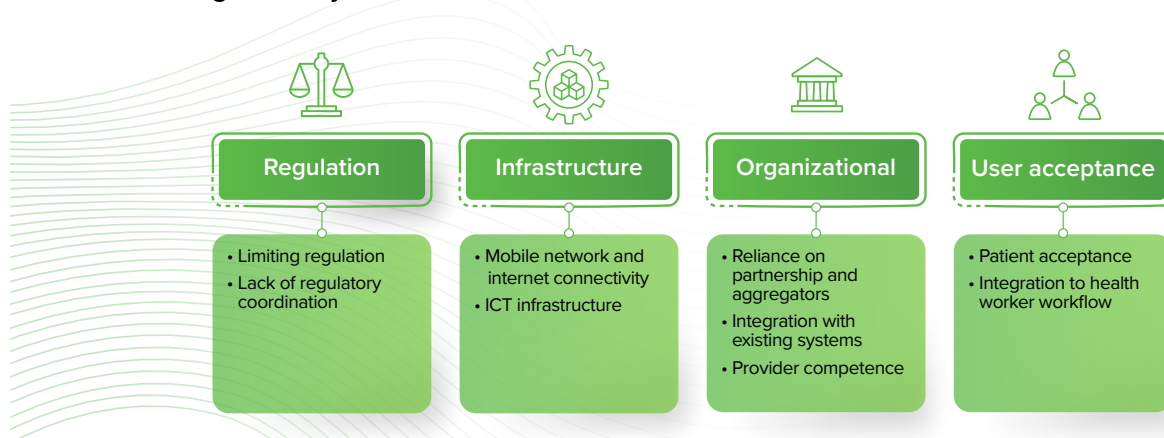 Regulation
• Limiting regulation
• Lack of regulatory
coordination
Infrastructure
• Mobile network and
internet connectivity
• ICT infrastructure
Organizational
• Reliance on
partnership and
aggregators
• Integration with
existing systems
• Provider competence
User acceptance
• Patient acceptance
• Integration to health
worker workflow